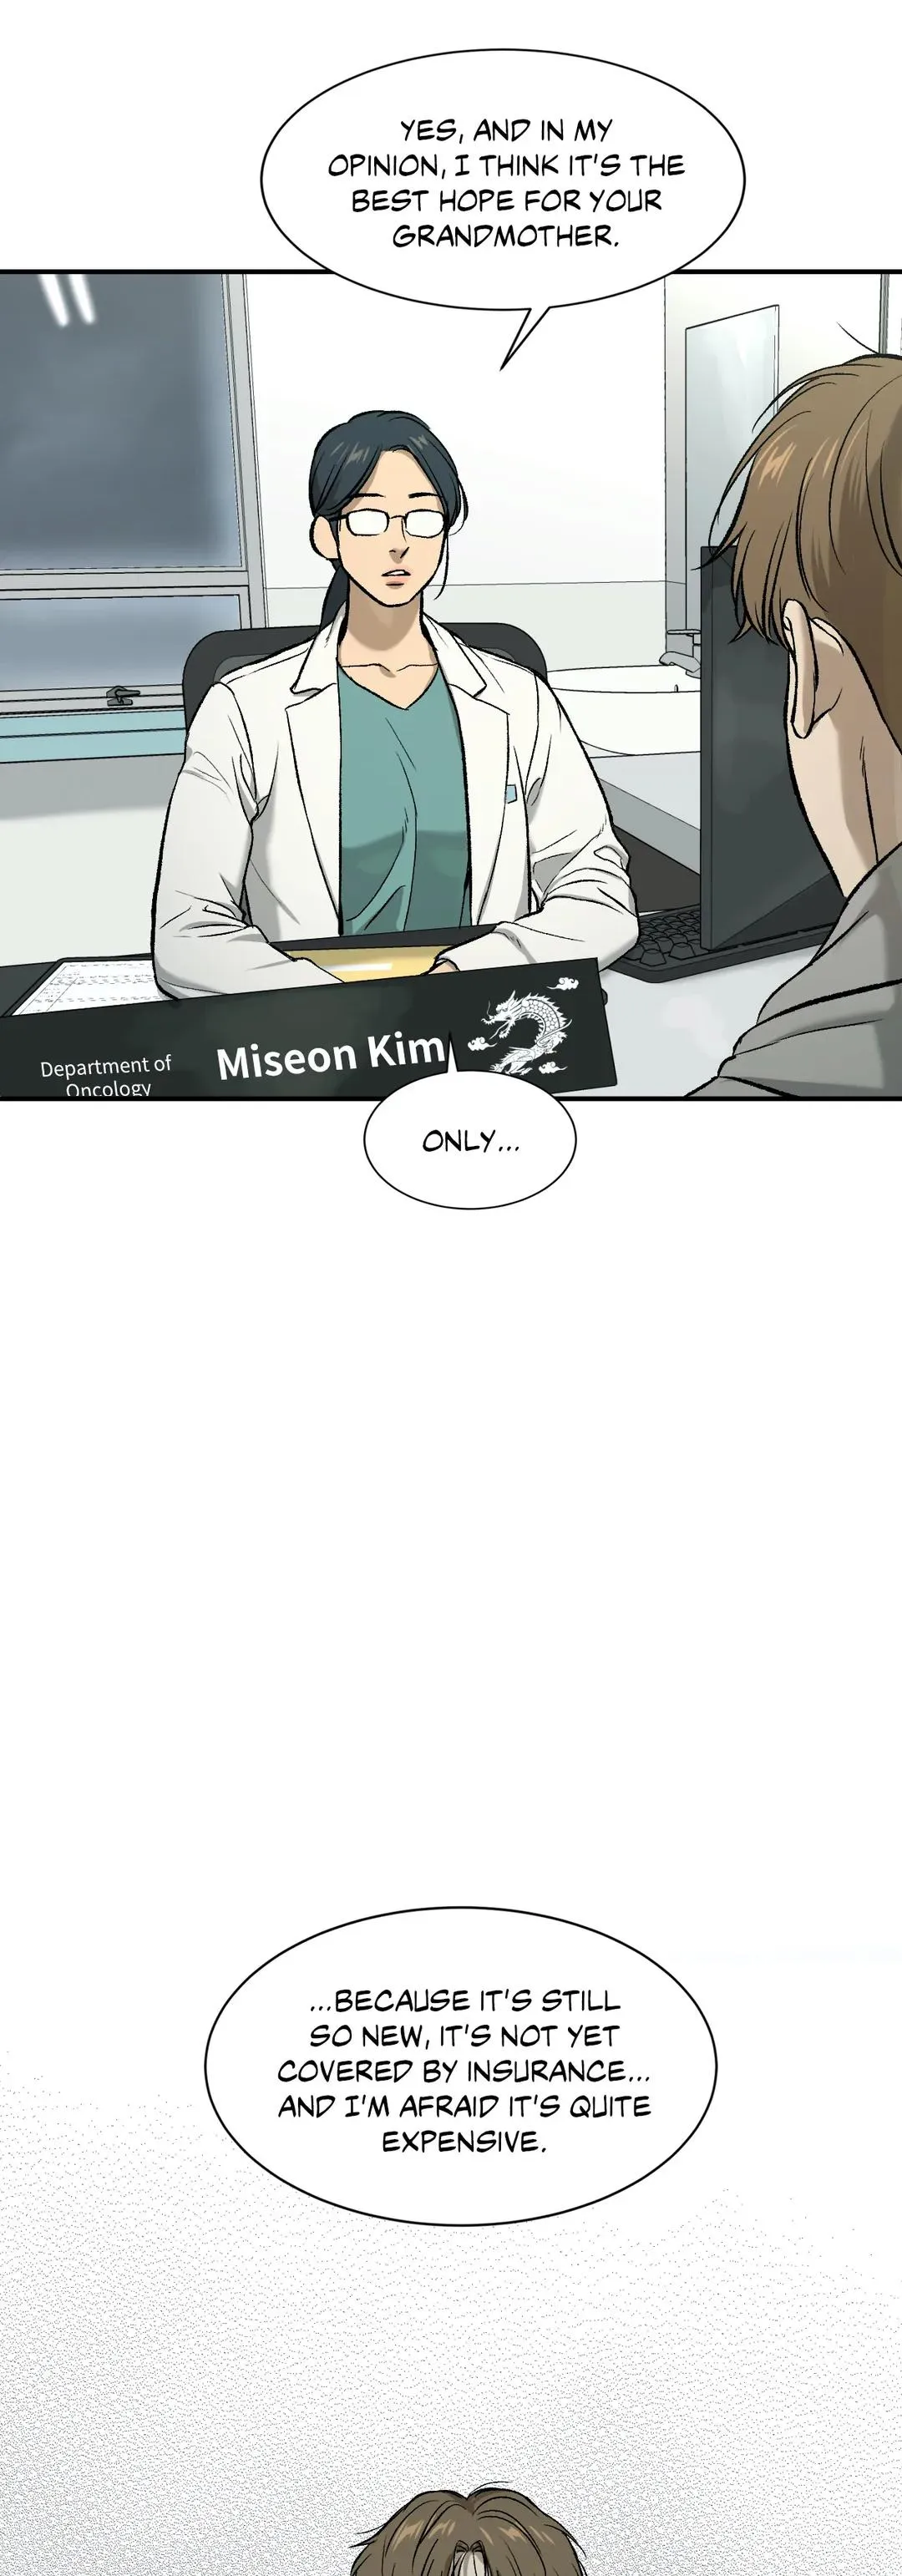 YES, AND IN MY
OPINION, I THINK IT'S THE
BEST HOPE FOR YOUR
GRANDMOTHER.
Department of
Oncology
Miseon Kim
ONLY...
...BECAUSE IT'S STILL
SO NEW, IT'S NOT YET
COVERED BY INSURANCE...
AND I'M AFRAID IT'S QUITE
EXPENSIVE.